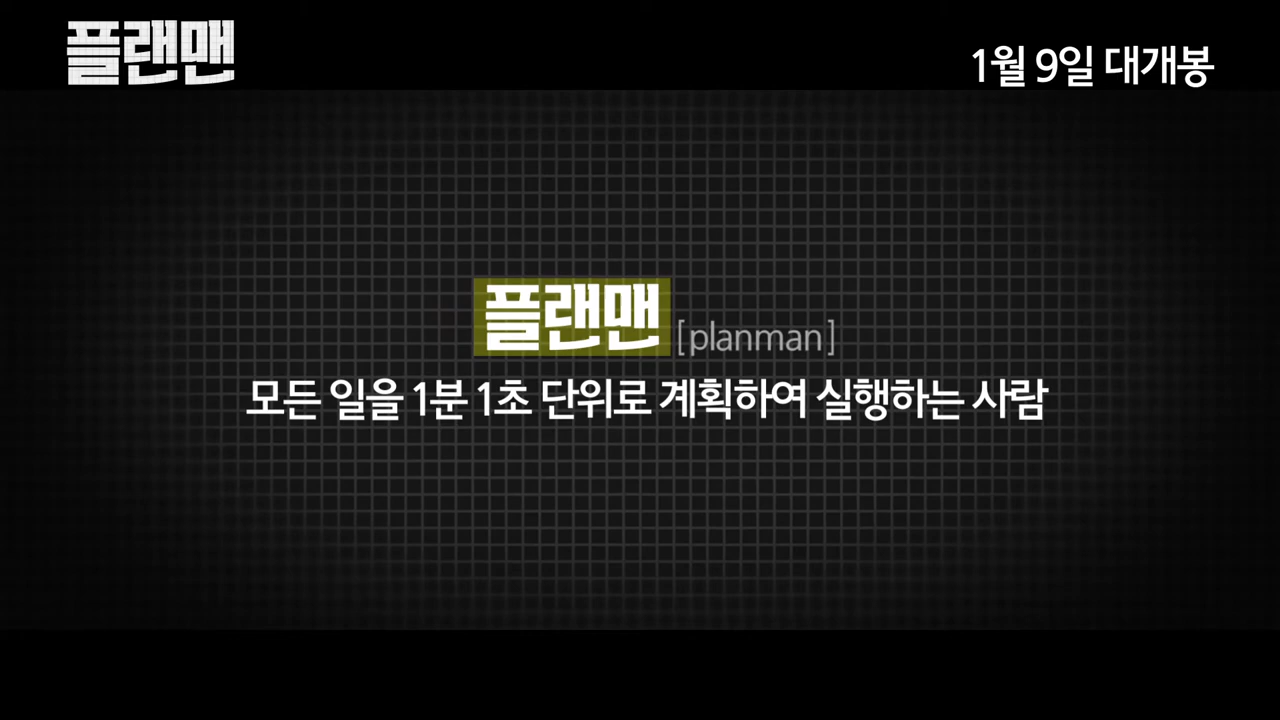 플랜맨
1월 9일 대개봉
플랜맨 [planman]
모든 일을 1분 1초 단위로 계획하여 실행하는 사람